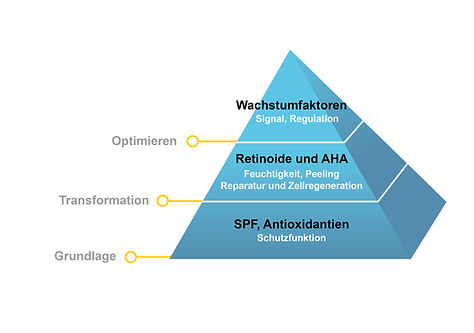 Wachstumfaktoren
Signal, Regulation
Optimieren
Retinoide und AHA
Feuchtigkeit, Peeling
Reparatur und Zellregeneration
Transformation
SPF, Antioxidantien
Schutzfunktion
Grundlage